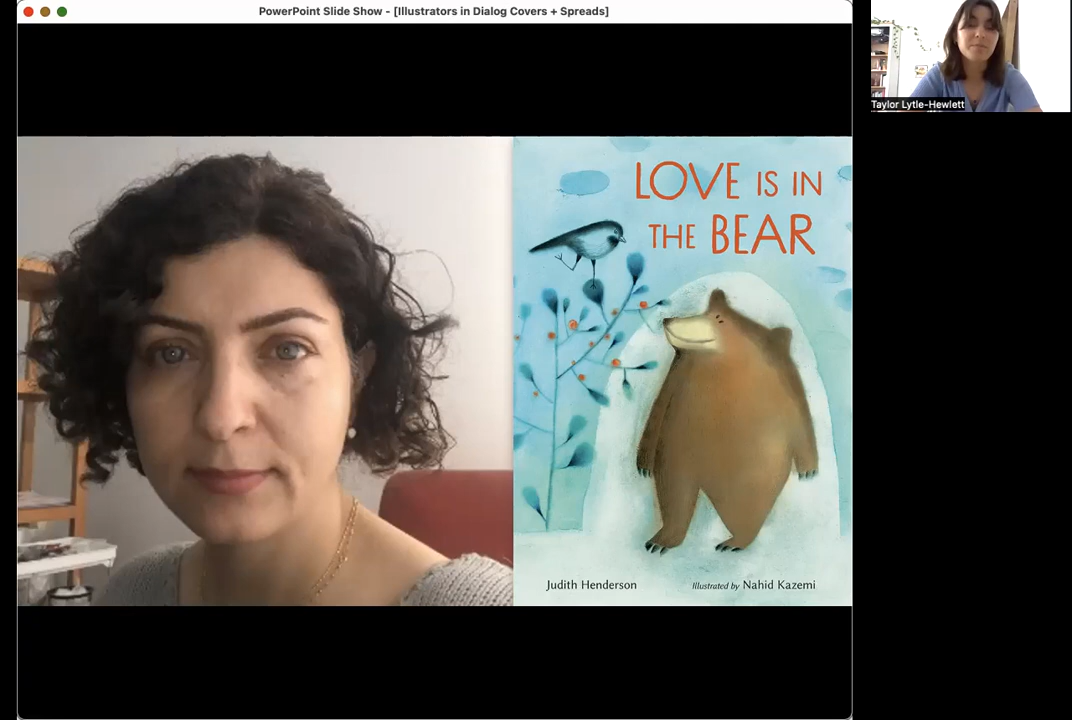 PowerPoint Slide Show - [Illustrators in Dialog Covers + Spreads]
Taylor Lytle-Hewlett
LOVE IS IN
THE BEAR
Judith Henderson Illustrated by Nahid Kazemi